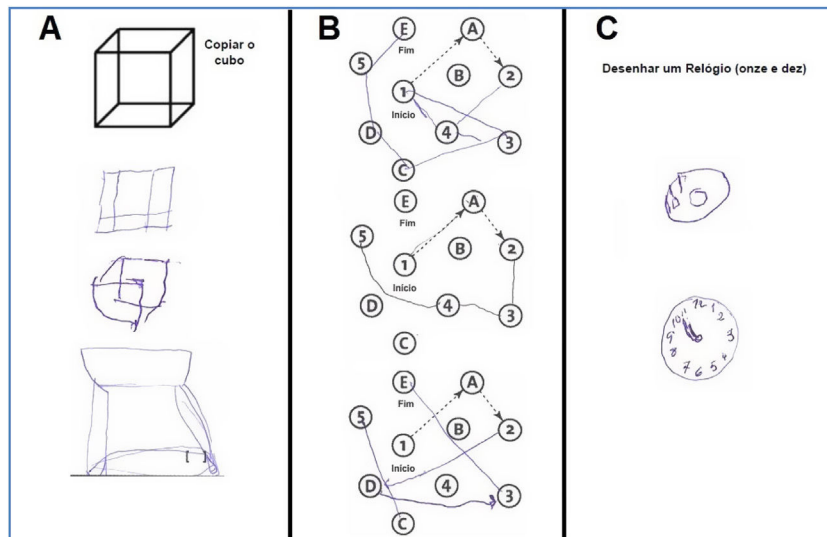 A
Copiar o
cubo
B
E
Fim
A
5
B
2
1
Início
D
4
3
C
E
Fim
A
5
B
2
1
Início
D
4
3
C
E
Fim
A
5
B
2
1
Início
D
4
3
C
[ ]
C
Desenhar um Relógio (onze e dez)
12
11
1
10
2
9
3
8
4
7
6
5